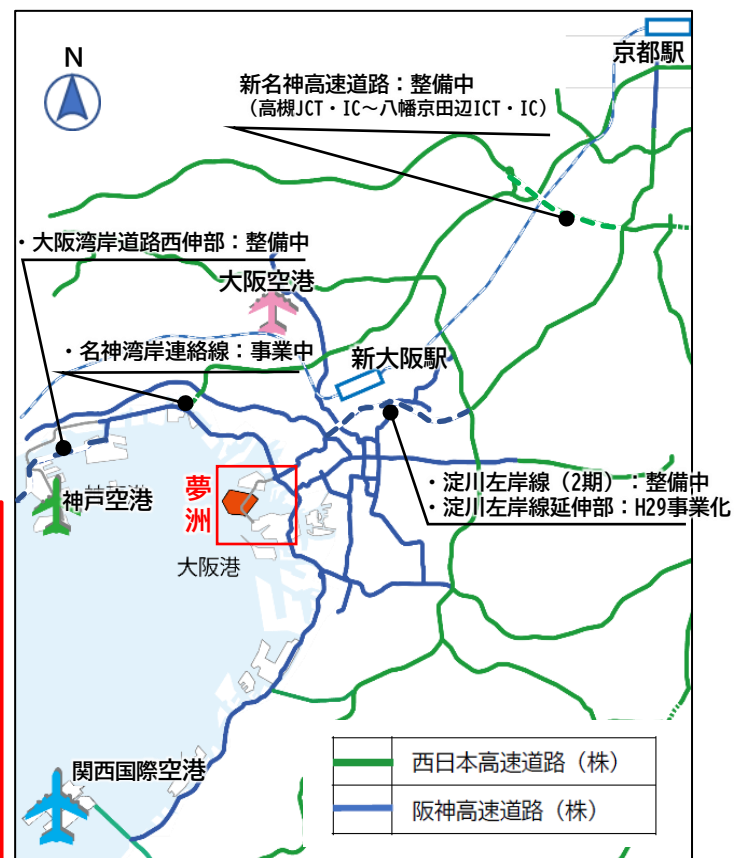 N
京都駅
新名神高速道路：整備中
（高槻JCT・IC～八幡京田辺ICT・IC）
・大阪湾岸道路西伸部：整備中
大阪空港
・名神湾岸連絡線：事業中
新大阪駅
・淀川左岸線（2期）：整備中
・淀川左岸線延伸部：H29事業化
神戸空港
夢洲
大阪港
関西国際空港
西日本高速道路（株）
阪神高速道路（株）